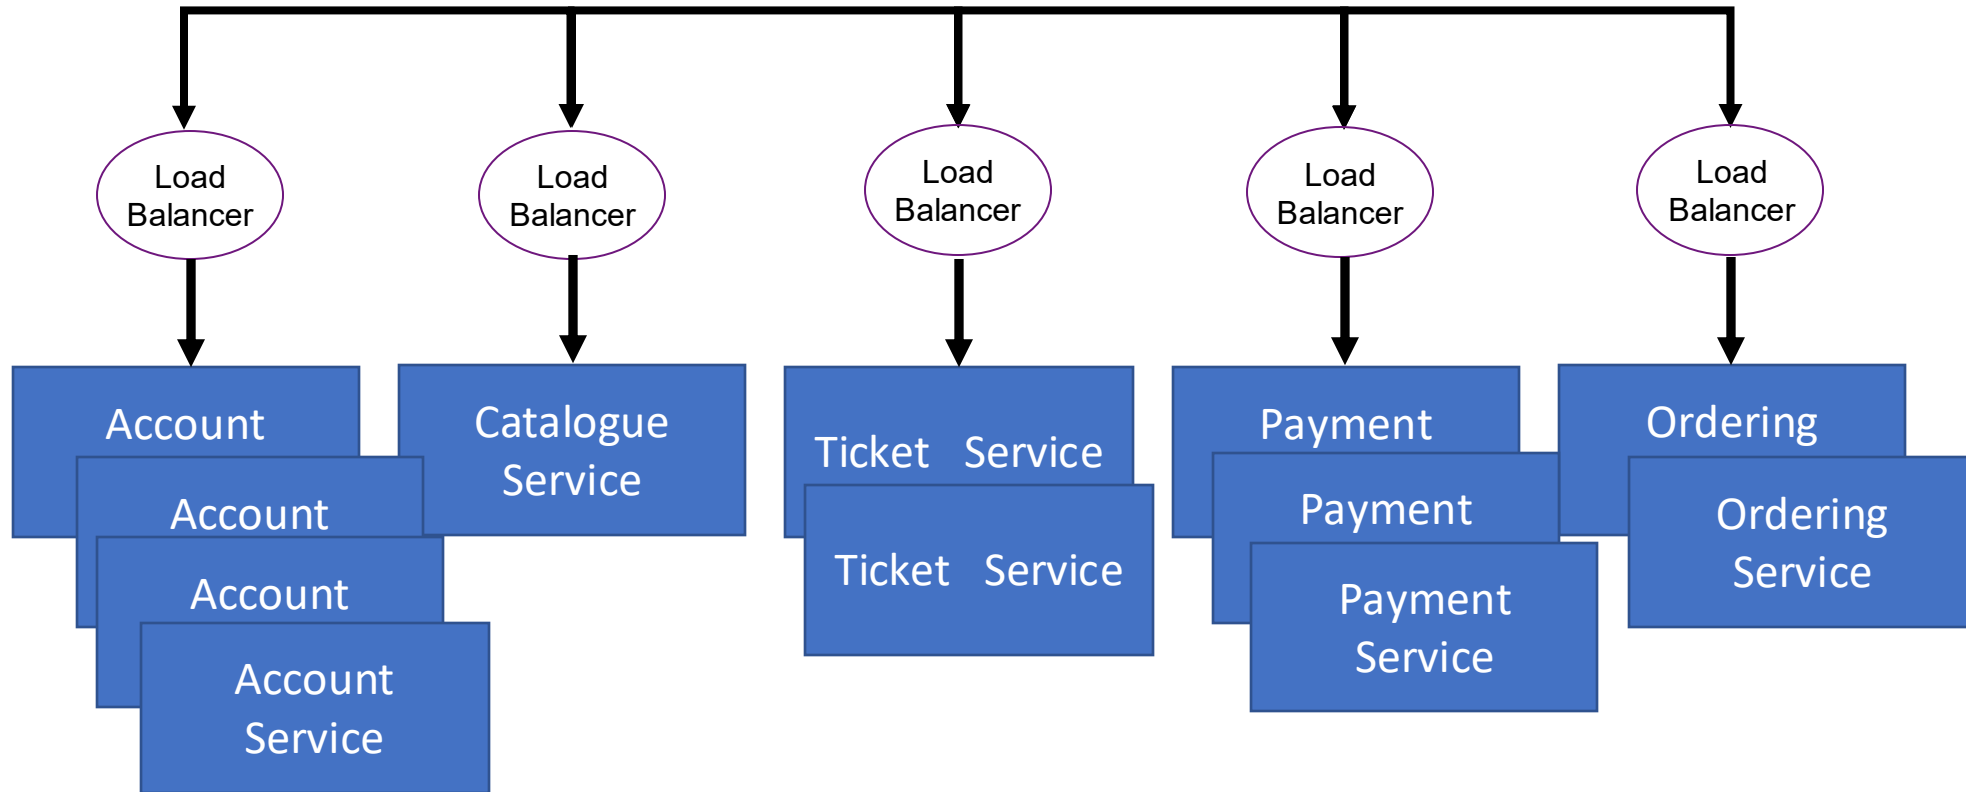 Load
Balancer
Load
Balancer
Load
Balancer
Load
Balancer
Load
Balancer
Account
Account
Account
Account
Service
Catalogue
Service
Ticket Service
Ticket Service
Payment
Payment
Payment
Service
Ordering
Ordering
Service